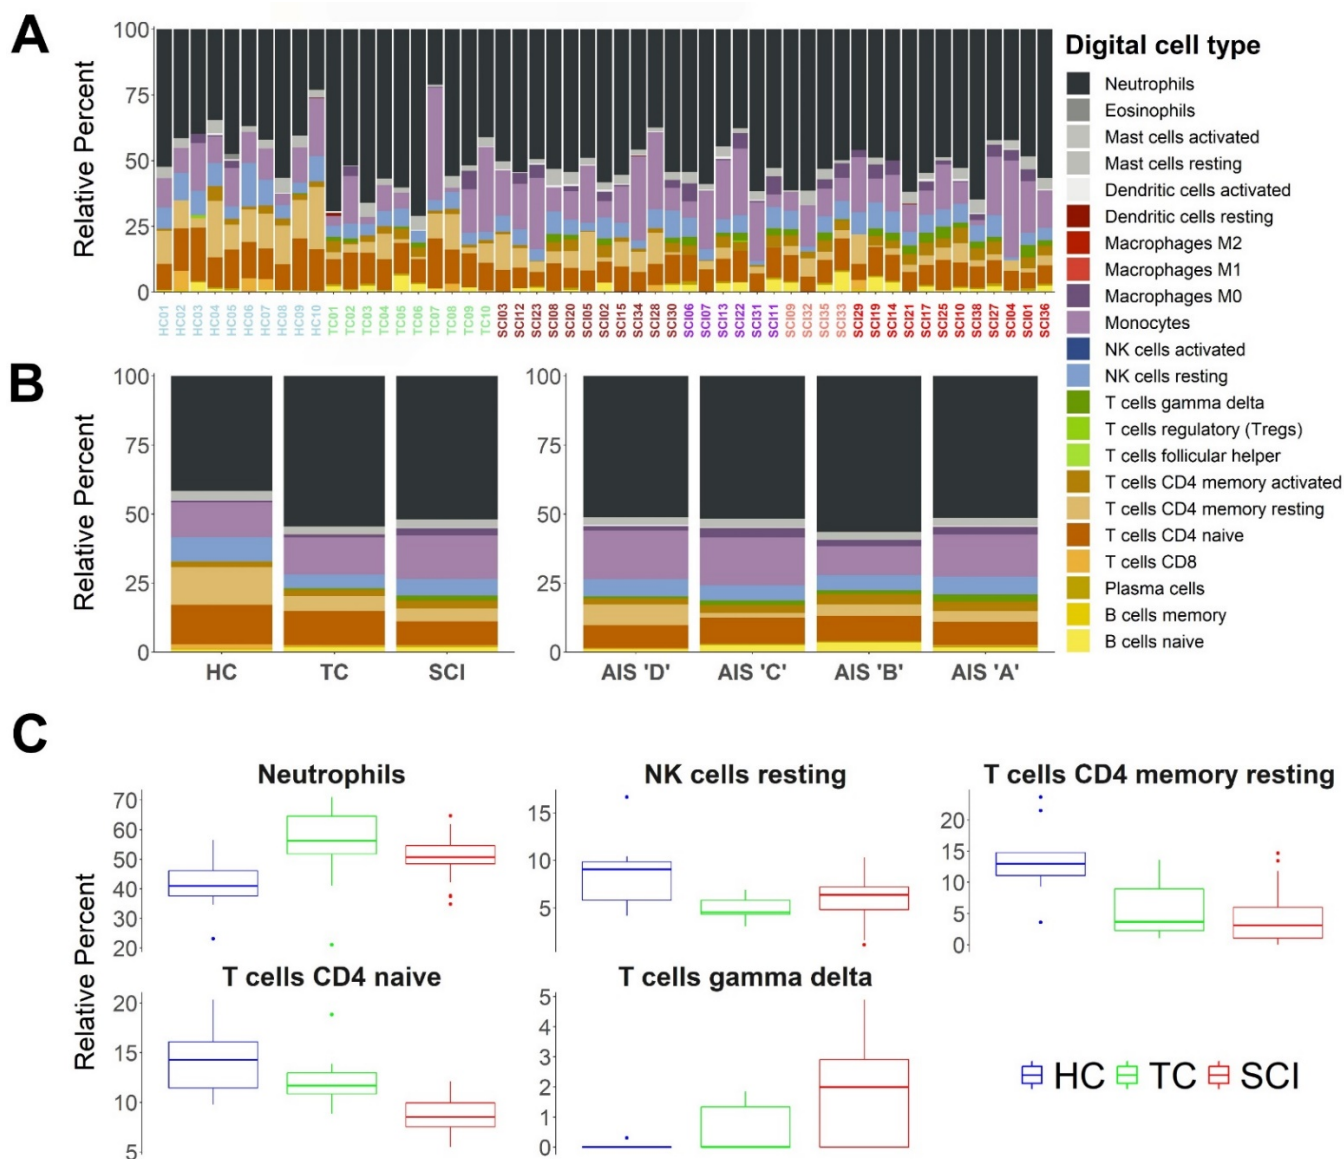 A
Relative Percent
100
75
50
25
0
HC01 HC02 HC03 HC04 HC05 HC06 HC07 HC08 HC09 HC10 TC01 TC02 TC03 TC04 TC05 TC06 TC07 TC08 TC09 TC10 SCI03 SCI12 SCI23 SCI08 SCI20 SCI05 SCI02 SCI15 SCI34 SCI28 SCI30 SCI06 SCI07 SCI13 SCI22 SCI31 SCI11 SCI09 SCI32 SCI35 SCI33 SCI29 SCI19 SCI14 SCI21 SCI17 SCI25 SCI10 SCI38 SCI27 SCI04 SCI01 SCI36
Digital cell type
Neutrophils
Eosinophils
Mast cells activated
Mast cells resting
Dendritic cells activated
Dendritic cells resting
Macrophages M2
Macrophages M1
Macrophages M0
Monocytes
NK cells activated
NK cells resting
T cells gamma delta
T cells regulatory (Tregs)
T cells follicular helper
T cells CD4 memory activated
T cells CD4 memory resting
T cells CD4 naive
T cells CD8
Plasma cells
B cells memory
B cells naive
B
Relative Percent
100
75
50
25
0
HC TC SCI
100
75
50
25
0
AIS 'D' AIS 'C' AIS 'B' AIS 'A'
C
Relative Percent
Neutrophils
70
60
50
40
30
20
NK cells resting
15
10
5
T cells CD4 memory resting
20
15
10
5
0
T cells CD4 naive
20
15
10
5
T cells gamma delta
5
4
3
2
1
0
HC TC SCI